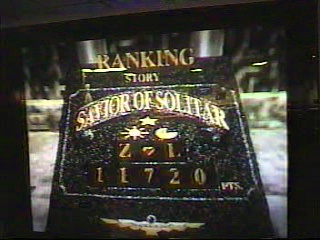 RANKING
STORY
SAVIOR OF SOLITAR
Z ♥ L
11720 PTS.